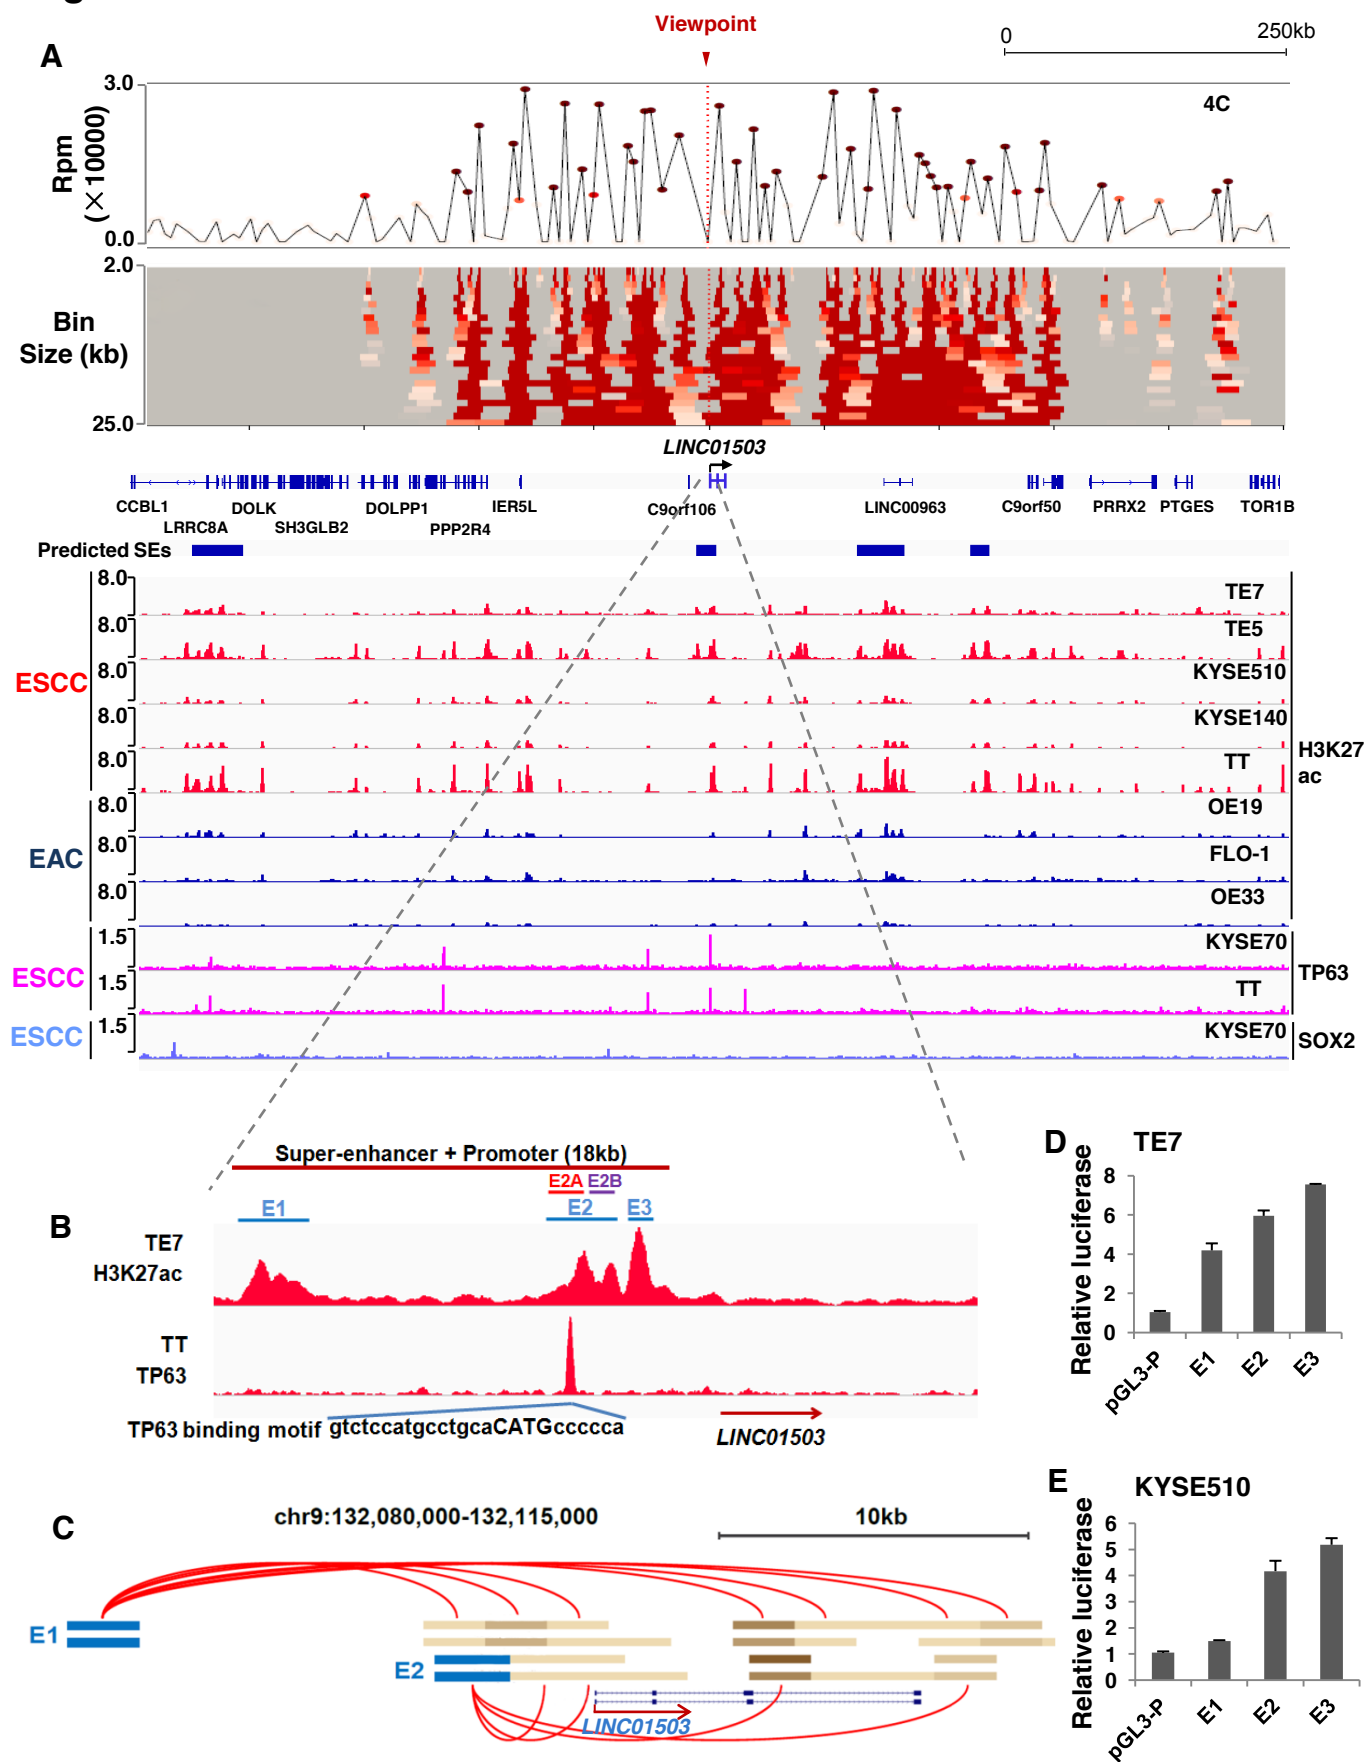 A
Viewpoint
0
250kb
3.0
4C
Rpm
(×10000)
0.0
2.0
Bin
Size (kb)
25.0
LINC01503
CCBL1
DOLK
DOLPP1
IER5L
C9orf106
LINC00963
C9orf50
PRRX2
PTGES
TOR1B
LRRC8A
SH3GLB2
PPP2R4
Predicted SEs
8.0
TE7
8.0
TE5
ESCC
8.0
KYSE510
8.0
KYSE140
8.0
TT
H3K27
ac
8.0
OE19
EAC
8.0
FLO-1
8.0
OE33
1.5
KYSE70
ESCC
TP63
1.5
TT
ESCC
1.5
KYSE70
SOX2
Super-enhancer + Promoter (18kb)
E2A
E2B
E1
E2
E3
B
TE7
H3K27ac
TT
TP63
TP63 binding motif
gtctccatgcctgcaCATGccccca
LINC01503
D
TE7
Relative luciferase
8
6
4
2
0
pGL3-P
E1
E2
E3
C
chr9:132,080,000-132,115,000
10kb
E1
E2
LINC01503
E
KYSE510
Relative luciferase
6
5
4
3
2
1
0
pGL3-P
E1
E2
E3